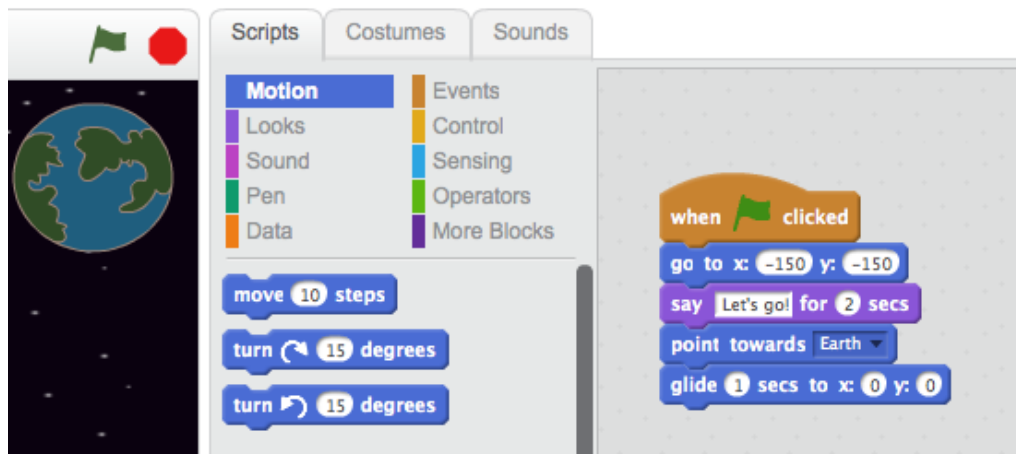 Scripts Costumes Sounds
Motion Events
Looks Control
Sound Sensing
Pen Operators
Data More Blocks
move 10 steps
turn 15 degrees
turn 15 degrees
when clicked
go to x: -150 y: -150
say Let's go! for 2 secs
point towards Earth
glide 1 secs to x: 0 y: 0